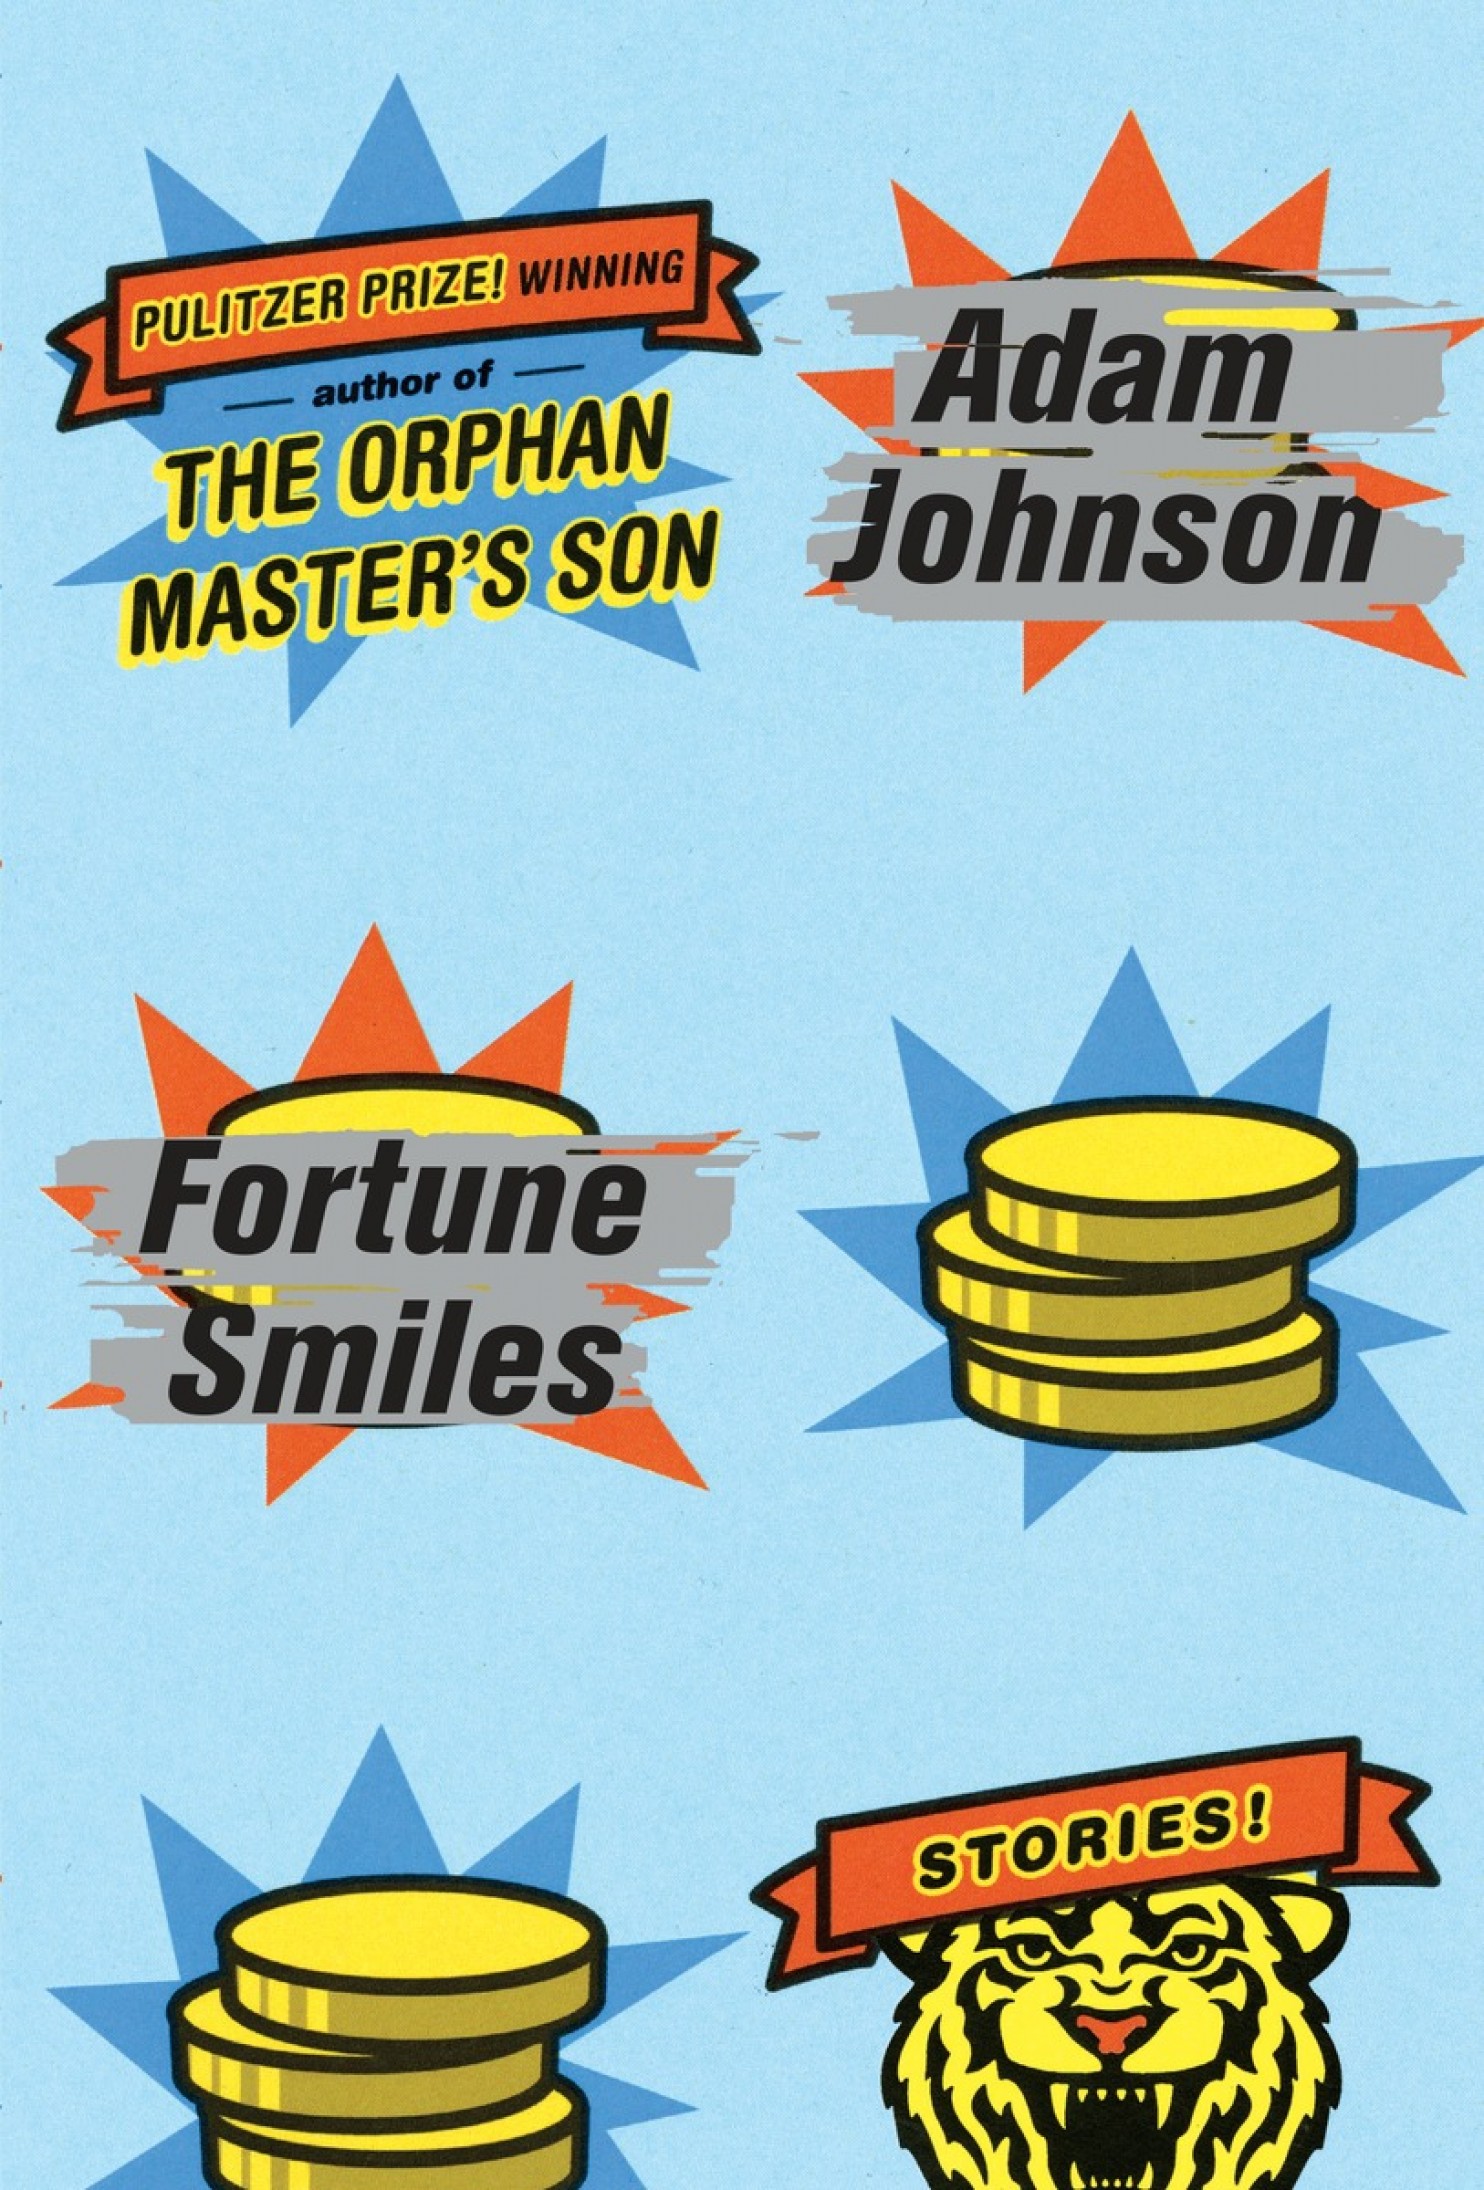 PULITZER PRIZE! WINNING
author of
THE ORPHAN
MASTER'S SON
Adam
Johnson
Fortune
Smiles
STORIES!